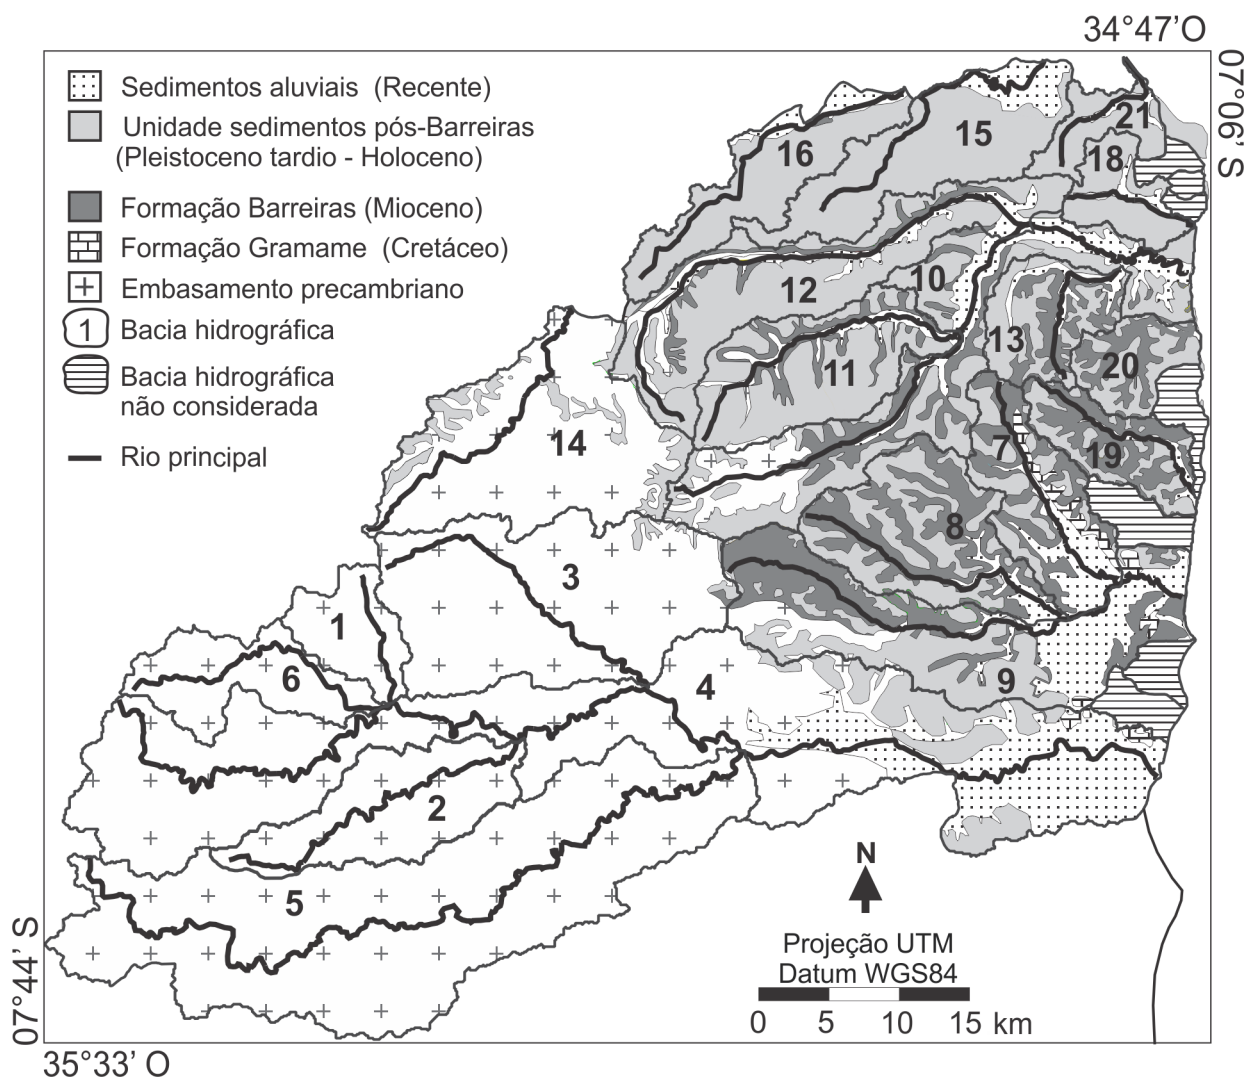 34°47'O
07°06' S
Sedimentos aluviais (Recente)
Unidade sedimentos pós-Barreiras
(Pleistoceno tardio - Holoceno)
Formação Barreiras (Mioceno)
Formação Gramame (Cretáceo)
Embasamento precambriano
1 Bacia hidrográfica
Bacia hidrográfica
não considerada
Rio principal
21
15
16
18
10
12
13
11
20
14
7
19
8
3
1
6
4
9
2
5
N
Projeção UTM
Datum WGS84
0 5 10 15 km
07°44' S
35°33' O